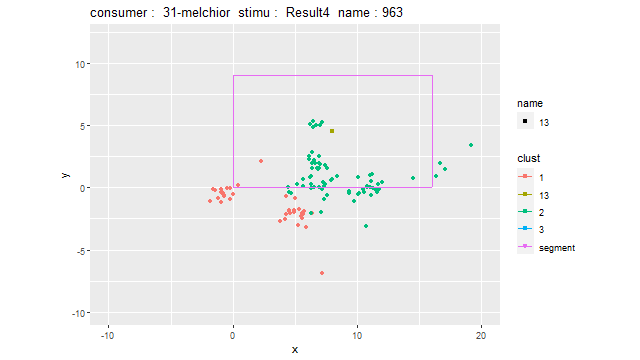 consumer :  31-melchior  stimu :  Result4  name : 963
10
5
0
-5
-10
y
-10
0
10
20
x
name
13
clust
1
13
2
3
segment